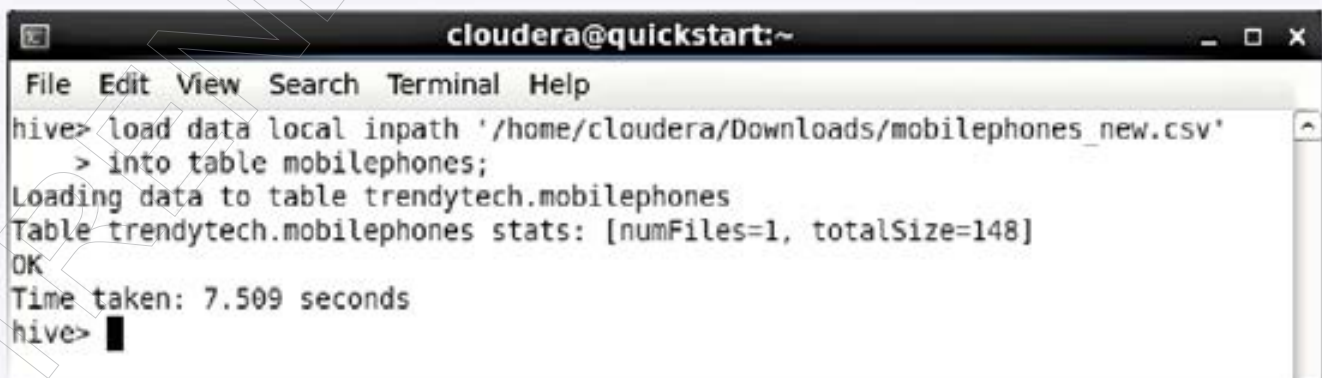 cloudera@quickstart:~
File Edit View Search Terminal Help
hive> load data local inpath '/home/cloudera/Downloads/mobilephones_new.csv'
    > into table mobilephones;
Loading data to table trendytech.mobilephones
Table trendytech.mobilephones stats: [numFiles=1, totalSize=148]
OK
Time taken: 7.509 seconds
hive>